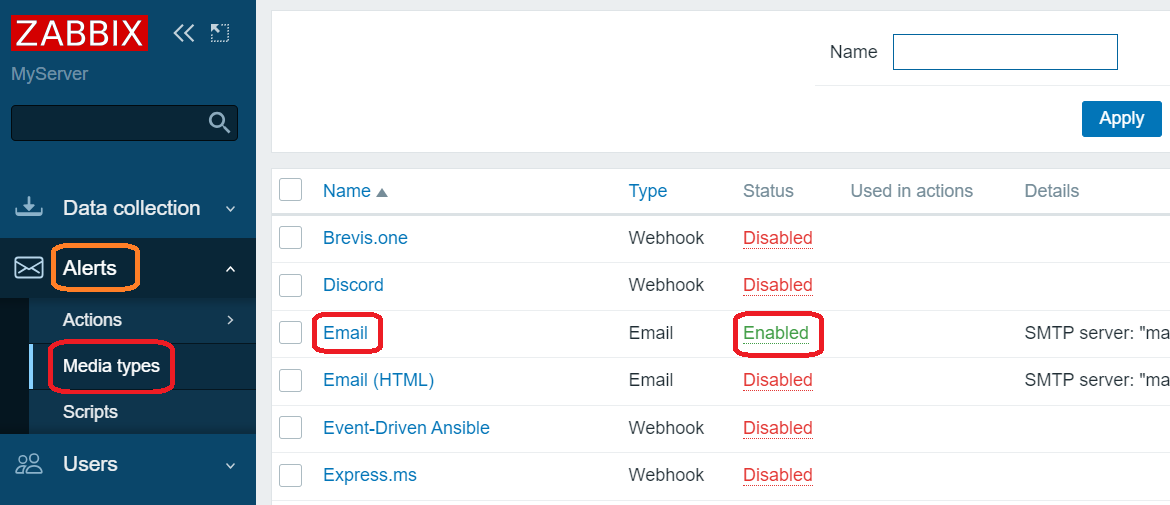 ZABBIX
MyServer
Data collection
Alerts
Actions
Media types
Scripts
Users
Name
Apply
Name Type Status Used in actions Details
Brevis.one Webhook Disabled
Discord Webhook Disabled
Email Email Enabled SMTP server: "ma
Email (HTML) Email Disabled SMTP server: "ma
Event-Driven Ansible Webhook Disabled
Express.ms Webhook Disabled